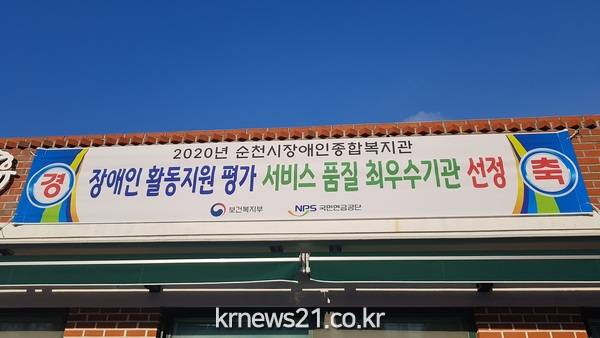 2020년 순천시장애인종합복지관
경 장애인 활동지원 평가 서비스 품질 최우수기관 선정 축
보건복지부 NPS 국민연금공단
krnews21.co.kr